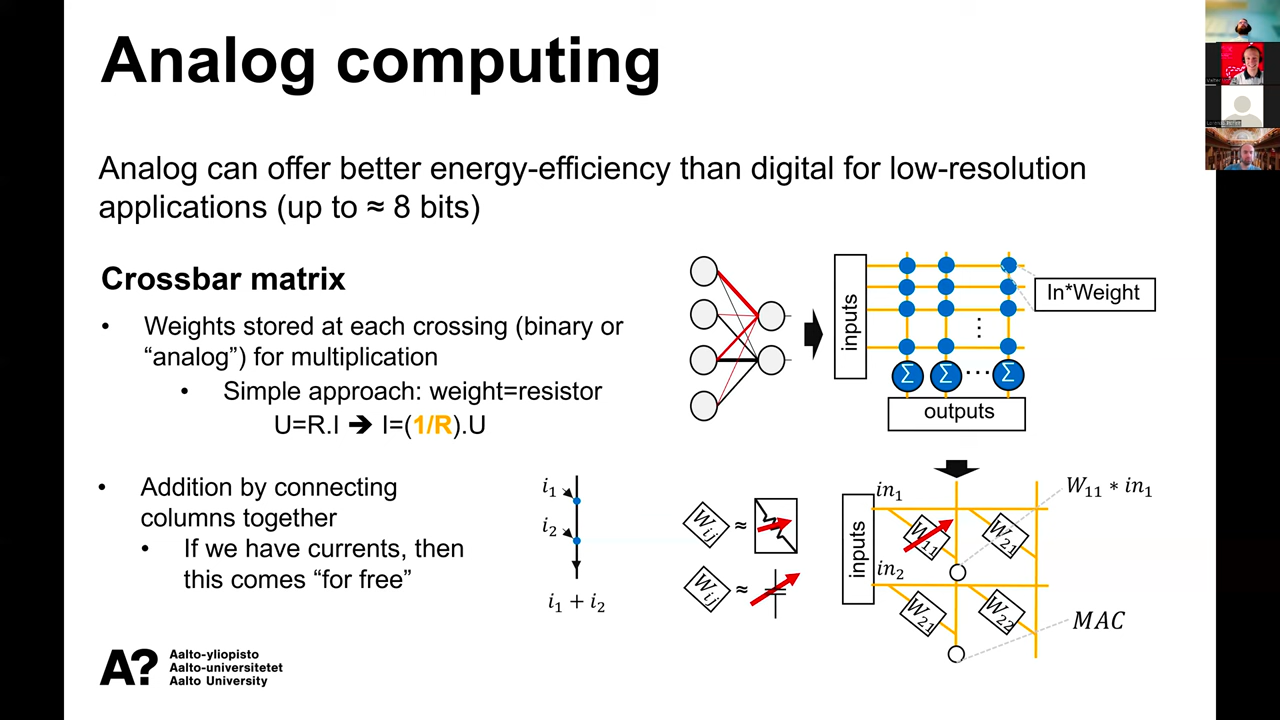 Analog computing
Analog can offer better energy-efficiency than digital for low-resolution
applications (up to ≈ 8 bits)
Crossbar matrix
• Weights stored at each crossing (binary or
“analog”) for multiplication
• Simple approach: weight=resistor
U=R.I ➔ I=(1/R).U
• Addition by connecting
columns together
• If we have currents, then
this comes “for free”
i₁
i₂
i₁ + i₂
inputs
In*Weight
⋮
Σ Σ ⋯ Σ
outputs
Wᵢⱼ ≈
Wᵢⱼ ≈
inputs
in₁
in₂
W₁₁
W₂₁
W₂₁
W₂₂
W₁₁ * in₁
MAC
A?
Aalto-yliopisto
Aalto-universitetet
Aalto University